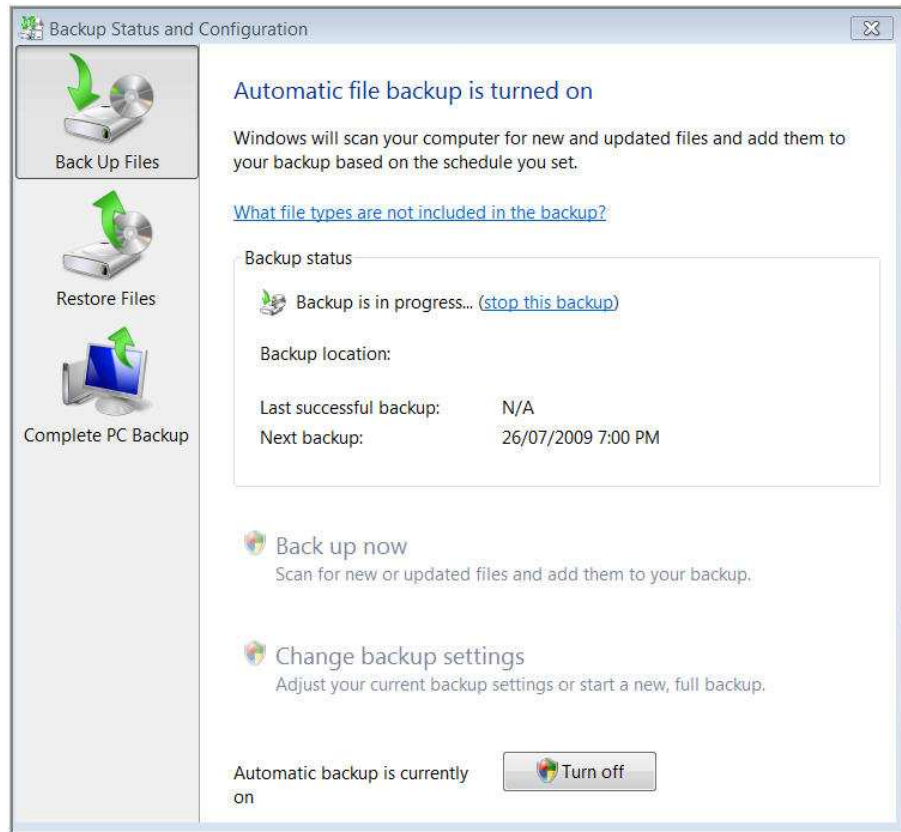 Backup Status and Configuration
Back Up Files
Restore Files
Complete PC Backup
Automatic file backup is turned on
Windows will scan your computer for new and updated files and add them to
your backup based on the schedule you set.
What file types are not included in the backup?
Backup status
Backup is in progress... (stop this backup)
Backup location:
Last successful backup: N/A
Next backup: 26/07/2009 7:00 PM
Back up now
Scan for new or updated files and add them to your backup.
Change backup settings
Adjust your current backup settings or start a new, full backup.
Automatic backup is currently
on
Turn off